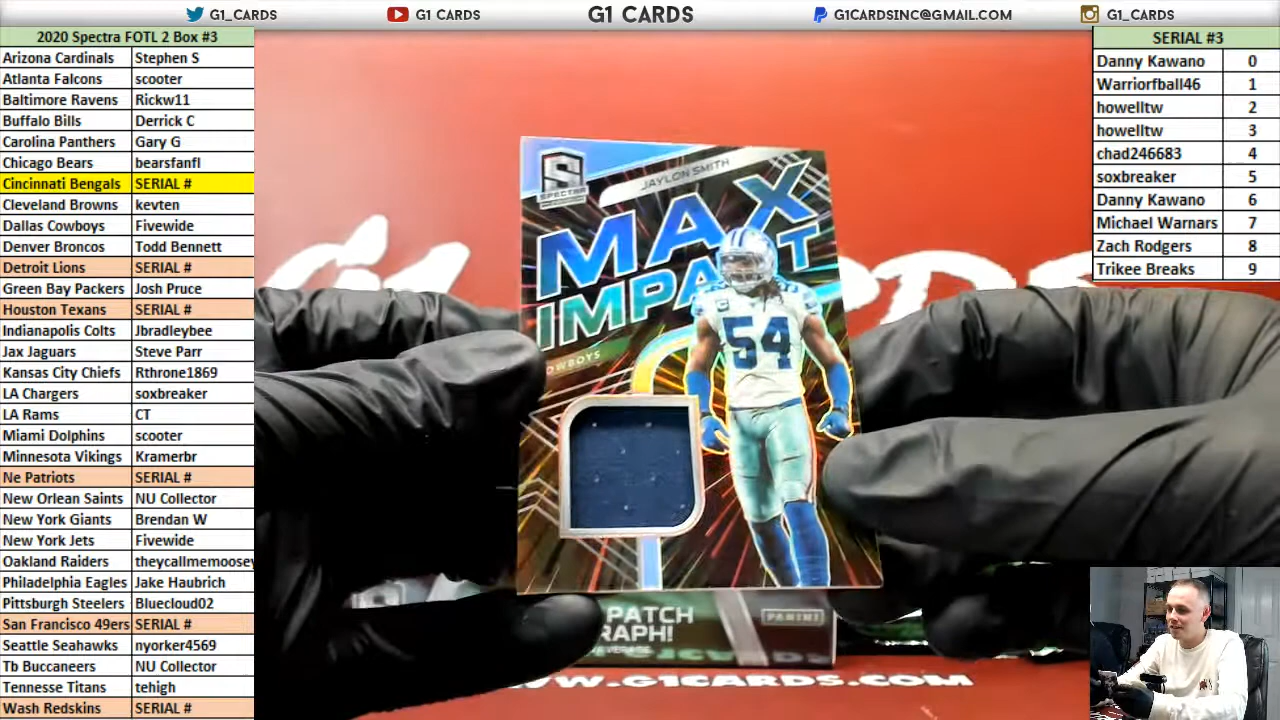 G1_CARDS G1 CARDS G1 CARDS G1CARDSINC@GMAIL.COM G1_CARDS
2020 Spectra FOTL 2 Box #3
Arizona Cardinals Stephen S
Atlanta Falcons scooter
Baltimore Ravens Rickw11
Buffalo Bills Derrick C
Carolina Panthers Gary G
Chicago Bears bearsfanfl
Cincinnati Bengals SERIAL #
Cleveland Browns kevten
Dallas Cowboys Fivewide
Denver Broncos Todd Bennett
Detroit Lions SERIAL #
Green Bay Packers Josh Pruce
Houston Texans SERIAL #
Indianapolis Colts Jbradleybee
Jax Jaguars Steve Parr
Kansas City Chiefs Rthrone1869
LA Chargers soxbreaker
LA Rams CT
Miami Dolphins scooter
Minnesota Vikings Kramerbr
Ne Patriots SERIAL #
New Orlean Saints NU Collector
New York Giants Brendan W
New York Jets Fivewide
Oakland Raiders theycallmemoosey
Philadelphia Eagles Jake Haubrich
Pittsburgh Steelers Bluecloud02
San Francisco 49ers SERIAL #
Seattle Seahawks nyorker4569
Tb Buccaneers NU Collector
Tennesse Titans tehigh
Wash Redskins SERIAL #
S
SPECTRA
JAYLON SMITH
MAX
IMPACT
OWBOYS
C
54
PATCH
RAPH!
PANINI
WWW.G1CARDS.COM
SERIAL #3
Danny Kawano 0
Warriorfball46 1
howelltw 2
howelltw 3
chad246683 4
soxbreaker 5
Danny Kawano 6
Michael Warnars 7
Zach Rodgers 8
Trikee Breaks 9